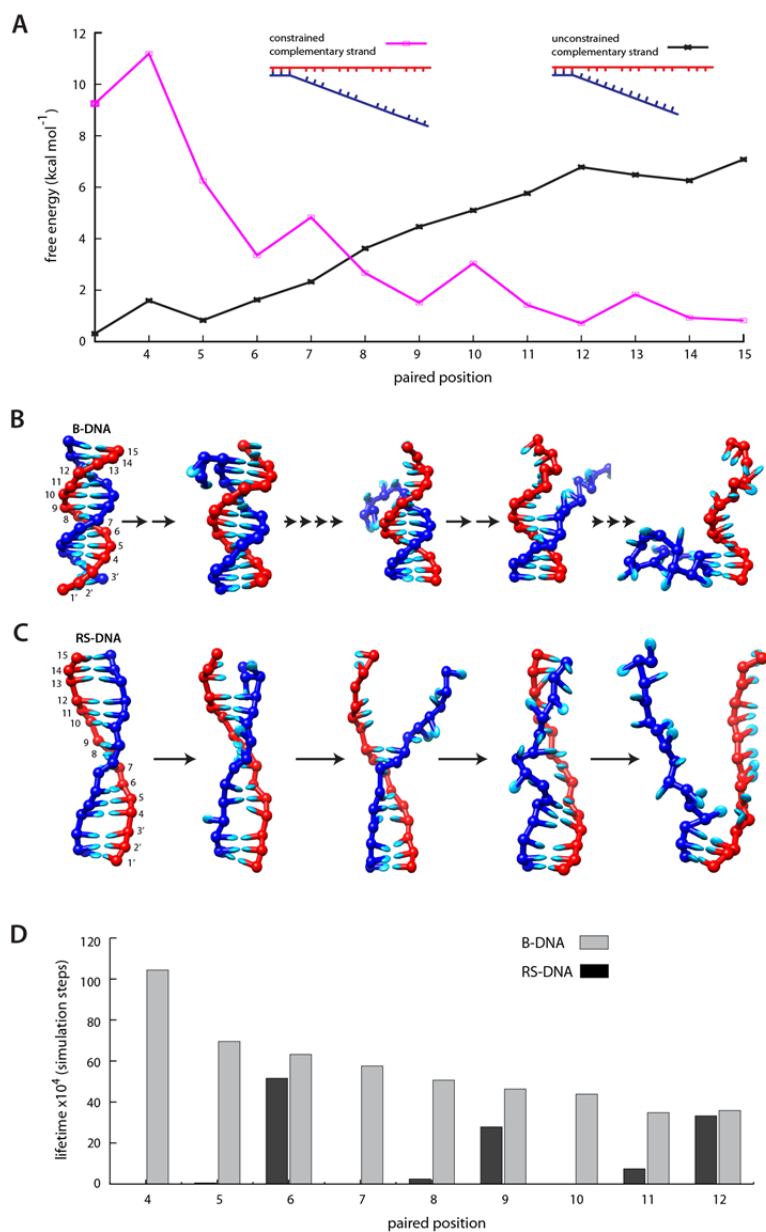 A
constrained
complementary strand
unconstrained
complementary strand
12
10
8
6
4
2
0
free energy (kcal mol⁻¹)
4 5 6 7 8 9 10 11 12 13 14 15
paired position
B
B-DNA
15
14
13
12
11
10
9
8
7
6
5
4
3'
2'
1'
C
RS-DNA
15
14
13
12
11
10
9
8
7
6
5
4
3'
2'
1'
D
B-DNA
RS-DNA
120
100
80
60
40
20
0
lifetime x10⁴ (simulation steps)
4 5 6 7 8 9 10 11 12
paired position